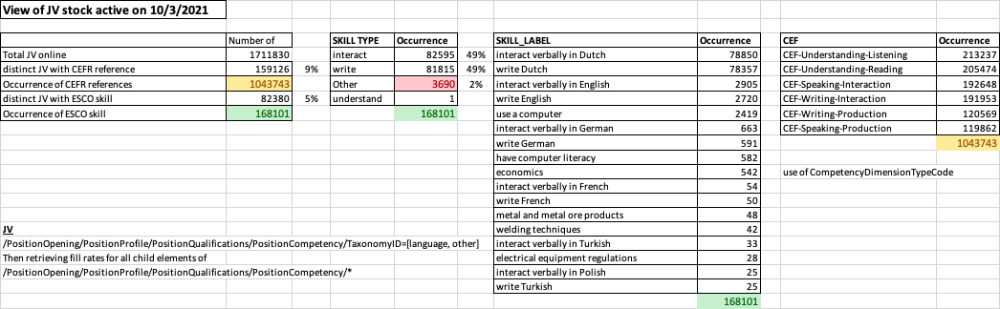 View of JV stock active on 10/3/2021
Number of SKILL TYPE Occurrence SKILL_LABEL Occurrence CEF Occurrence
Total JV online 1711830 interact 82595 49% interact verbally in Dutch 78850 CEF-Understanding-Listening 213237
distinct JV with CEFR reference 159126 9% write 81815 49% write Dutch 78357 CEF-Understanding-Reading 205474
Occurrence of CEFR references 1043743 Other 3690 2% interact verbally in English 2905 CEF-Speaking-Interaction 192648
distinct JV with ESCO skill 82380 5% understand 1 write English 2720 CEF-Writing-Interaction 191953
Occurrence of ESCO skill 168101 168101 use a computer 2419 CEF-Writing-Production 120569
interact verbally in German 663 CEF-Speaking-Production 119862
write German 591 1043743
have computer literacy 582
economics 542 use of CompetencyDimensionTypeCode
interact verbally in French 54
write French 50
metal and metal ore products 48
JV welding techniques 42
/PositionOpening/PositionProfile/PositionQualifications/PositionCompetency/TaxonomyID=[language, other] interact verbally in Turkish 33
Then retrieving fill rates for all child elements of electrical equipment regulations 28
/PositionOpening/PositionProfile/PositionQualifications/PositionCompetency/* interact verbally in Polish 25
write Turkish 25
168101